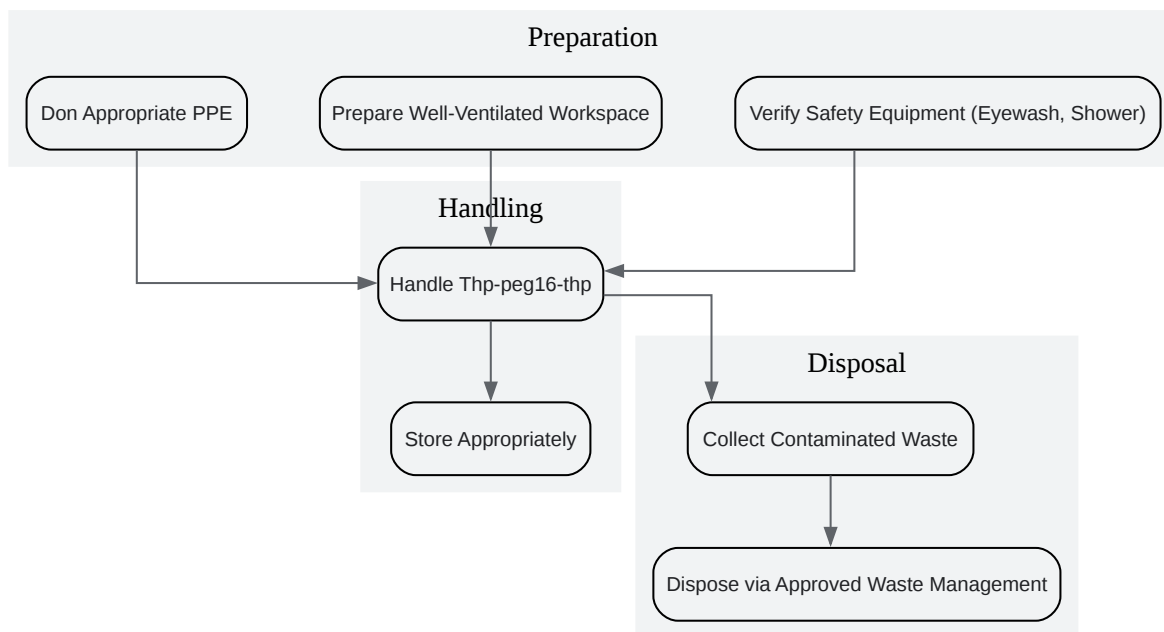 Preparation
Don Appropriate PPE
Prepare Well-Ventilated Workspace
Verify Safety Equipment (Eyewash, Shower)
Handling
Handle Thp-peg16-thp
Store Appropriately
Disposal
Collect Contaminated Waste
Dispose via Approved Waste Management